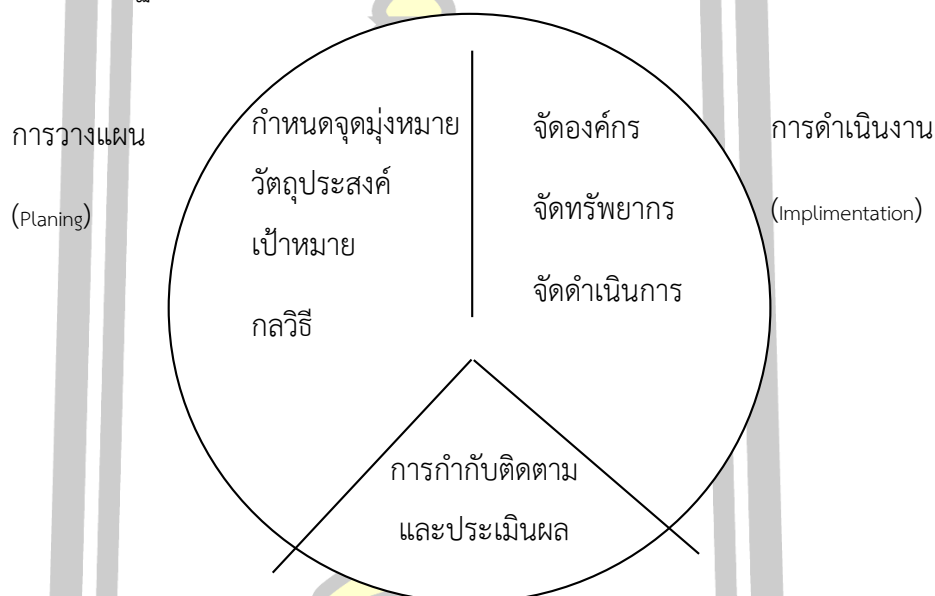 การวางแผน
(Planing)
กำหนดจุดมุ่งหมาย
วัตถุประสงค์
เป้าหมาย
กลวิธี
จัดองค์กร
จัดทรัพยากร
จัดดำเนินการ
การดำเนินงาน
(Implimentation)
การกำกับติดตาม
และประเมินผล